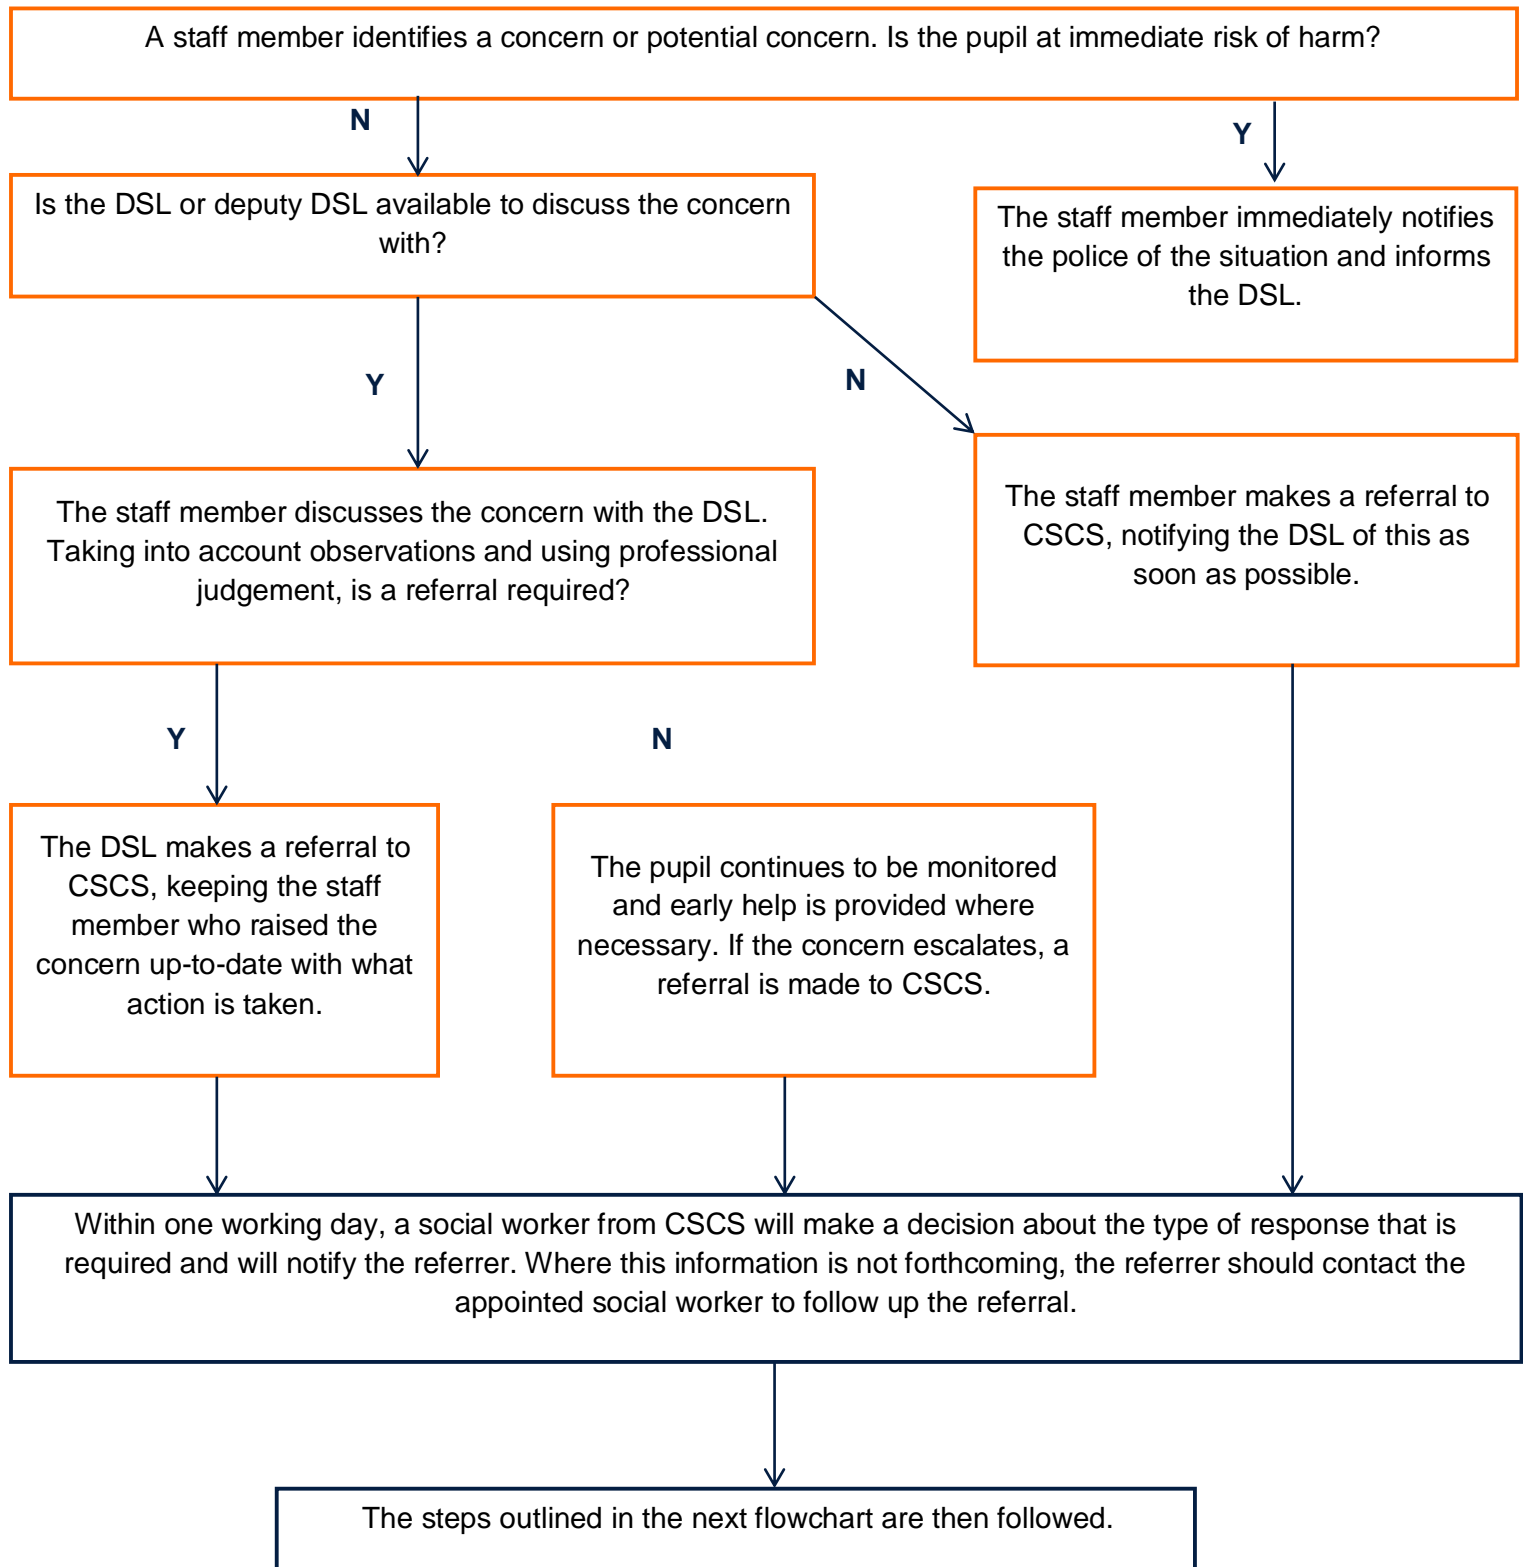 A staff member identifies a concern or potential concern. Is the pupil at immediate risk of harm?
N
Y
Is the DSL or deputy DSL available to discuss the concern
with?
The staff member immediately notifies
the police of the situation and informs
the DSL.
Y
N
The staff member discusses the concern with the DSL.
Taking into account observations and using professional
judgement, is a referral required?
The staff member makes a referral to
CSCS, notifying the DSL of this as
soon as possible.
Y
N
The DSL makes a referral to
CSCS, keeping the staff
member who raised the
concern up-to-date with what
action is taken.
The pupil continues to be monitored
and early help is provided where
necessary. If the concern escalates, a
referral is made to CSCS.
Within one working day, a social worker from CSCS will make a decision about the type of response that is
required and will notify the referrer. Where this information is not forthcoming, the referrer should contact the
appointed social worker to follow up the referral.
The steps outlined in the next flowchart are then followed.